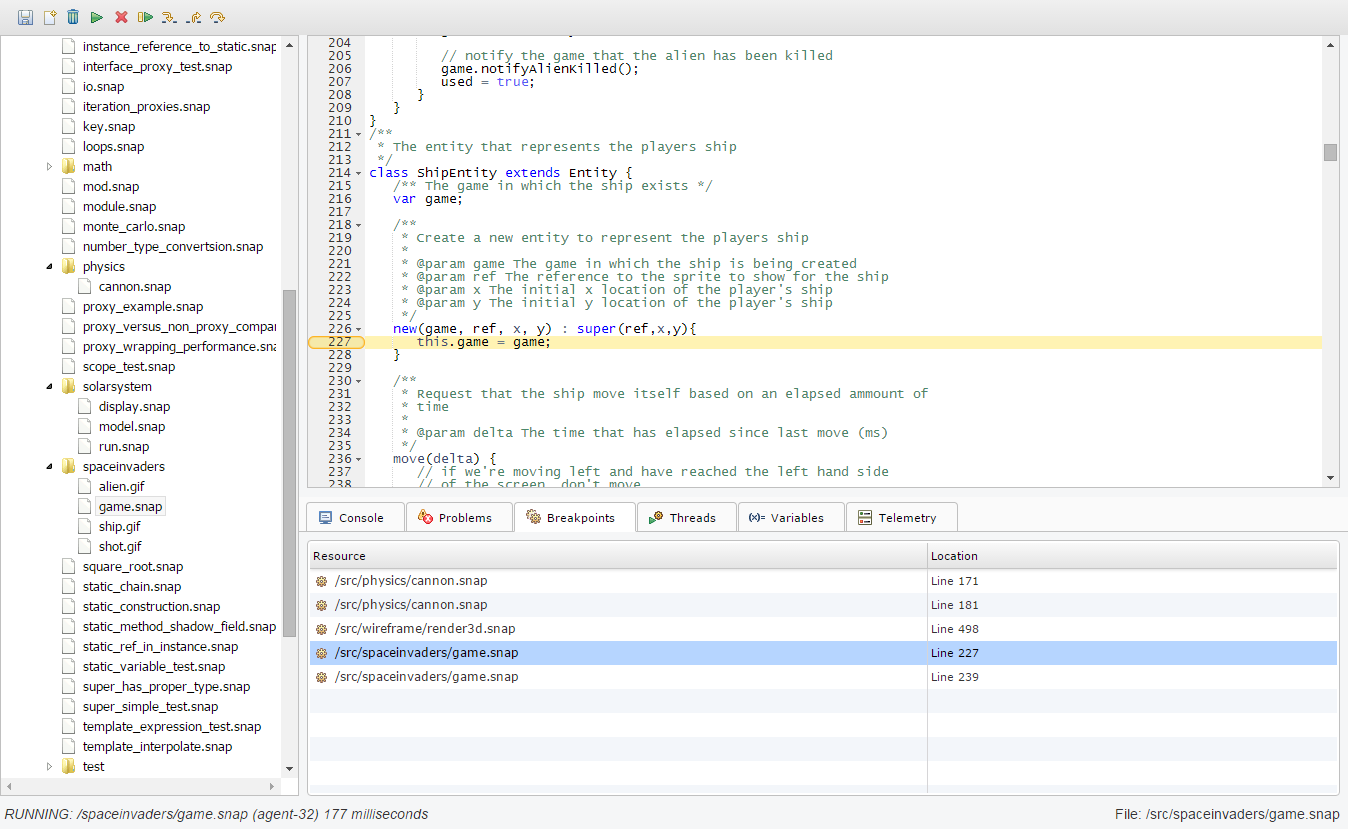 instance_reference_to_static.snap
interface_proxy_test.snap
io.snap
iteration_proxies.snap
key.snap
loops.snap
math
mod.snap
module.snap
monte_carlo.snap
number_type_convertsion.snap
physics
cannon.snap
proxy_example.snap
proxy_versus_non_proxy_compar
proxy_wrapping_performance.sna
scope_test.snap
solarsystem
display.snap
model.snap
run.snap
spaceinvaders
alien.gif
game.snap
ship.gif
shot.gif
square_root.snap
static_chain.snap
static_construction.snap
static_method_shadow_field.snap
static_ref_in_instance.snap
static_variable_test.snap
super_has_proper_type.snap
super_simple_test.snap
template_expression_test.snap
template_interpolate.snap
test
204
205 // notify the game that the alien has been killed
206 game.notifyAlienKilled();
207 used = true;
208 }
209 }
210 }
211 /**
212 * The entity that represents the players ship
213 */
214 class ShipEntity extends Entity {
215 /** The game in which the ship exists */
216 var game;
217
218 /**
219 * Create a new entity to represent the players ship
220 *
221 * @param game The game in which the ship is being created
222 * @param ref The reference to the sprite to show for the ship
223 * @param x The initial x location of the player's ship
224 * @param y The initial y location of the player's ship
225 */
226 new(game, ref, x, y) : super(ref,x,y){
227 this.game = game;
228 }
229
230 /**
231 * Request that the ship move itself based on an elapsed ammount of
232 * time
233 *
234 * @param delta The time that has elapsed since last move (ms)
235 */
236 move(delta) {
237 // if we're moving left and have reached the left hand side
238 // of the screen, don't move
Console Problems Breakpoints Threads (x)= Variables Telemetry
Resource Location
/src/physics/cannon.snap Line 171
/src/physics/cannon.snap Line 181
/src/wireframe/render3d.snap Line 498
/src/spaceinvaders/game.snap Line 227
/src/spaceinvaders/game.snap Line 239
RUNNING: /spaceinvaders/game.snap (agent-32) 177 milliseconds
File: /src/spaceinvaders/game.snap